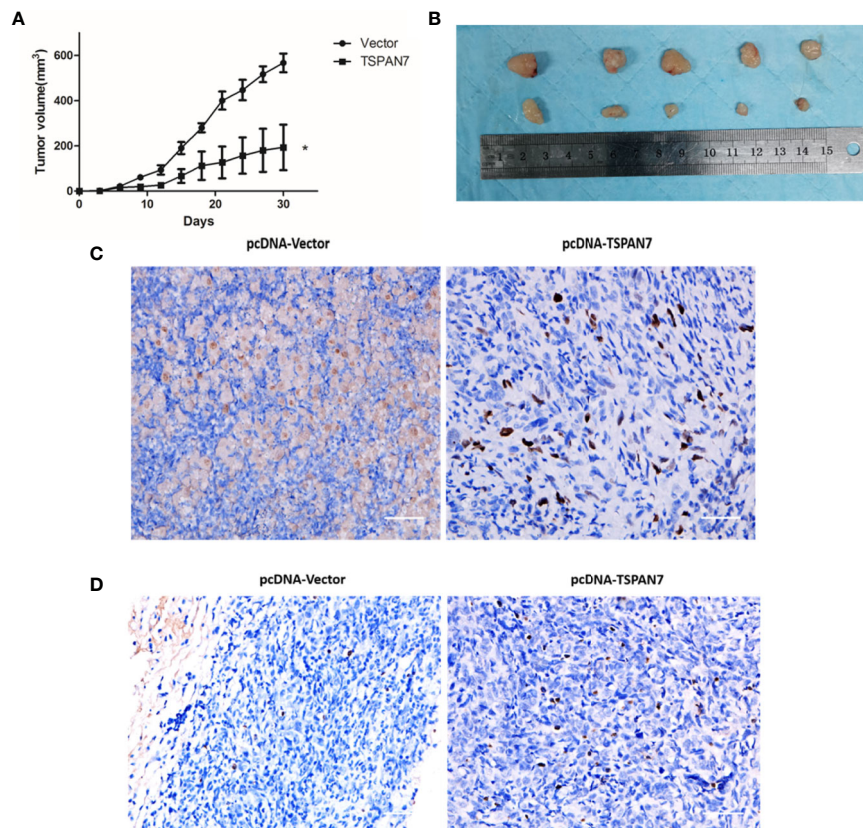 A
B
Vector
TSPAN7
Tumor volume(mm³)
600
400
200
0
0
10
20
30
*
Days
1 2 3 4 5 6 7 8 9 10 11 12 13 14 15
C
pcDNA-Vector
pcDNA-TSPAN7
D
pcDNA-Vector
pcDNA-TSPAN7